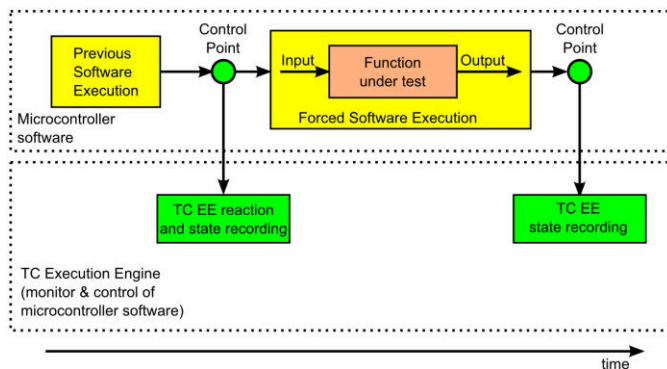 Previous
Software
Execution
Control
Point
Input
Function
under test
Output
Forced Software Execution
Control
Point
Microcontroller
software
TC EE reaction
and state recording
TC EE
state recording
TC Execution Engine
(monitor & control of
microcontroller software)
time